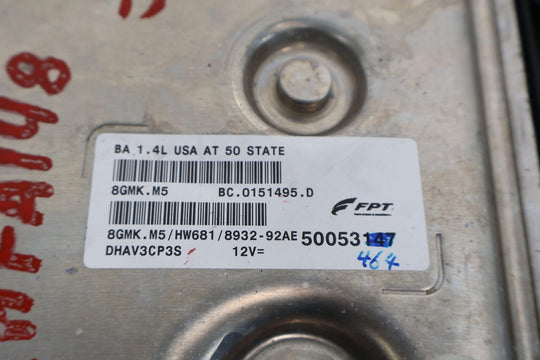 BA 1.4L USA AT 50 STATE
8GMK.M5 BC.0151495.D
FPT
8GMK.M5/HW681/8932-92AE 50053147
DHAV3CP3S 12V=
464